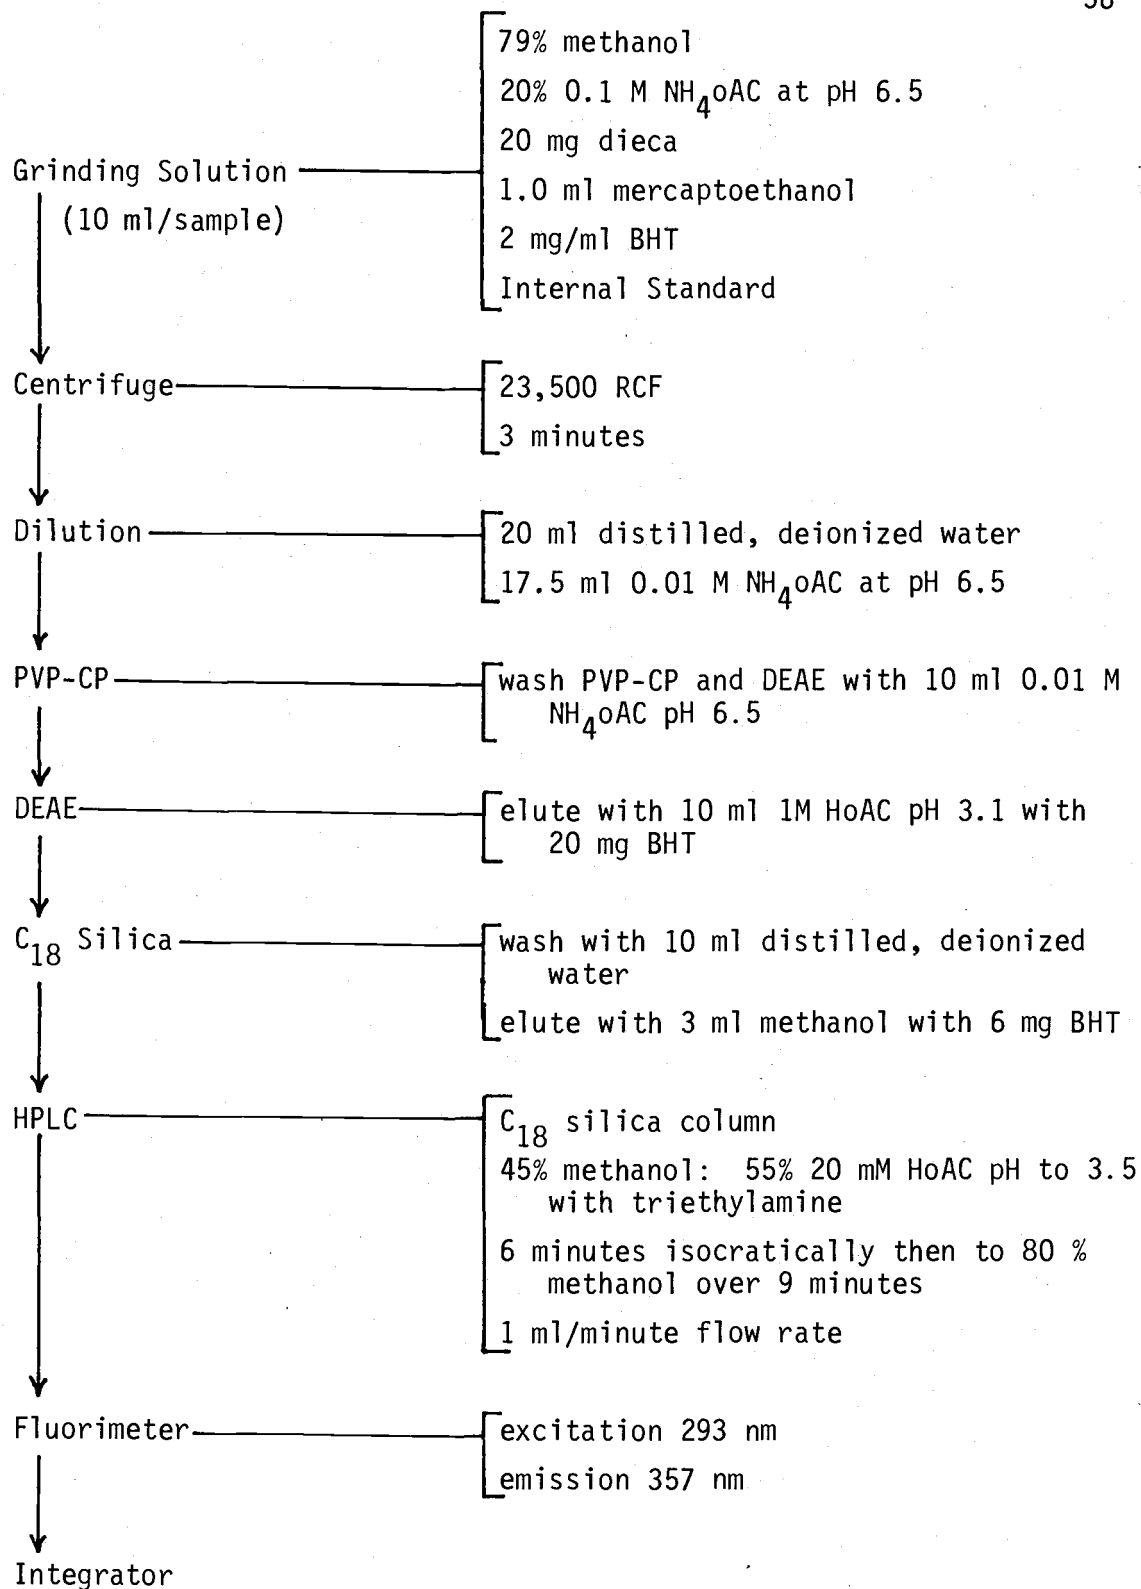 79% methanol
20% 0.1 M NH4oAC at pH 6.5
20 mg dieca
Grinding Solution
1.0 ml mercaptoethanol
(10 ml/sample)
2 mg/ml BHT
Internal Standard
Centrifuge
23,500 RCF
3 minutes
Dilution
20 ml distilled, deionized water
17.5 ml 0.01 M NH4oAC at pH 6.5
PVP-CP
wash PVP-CP and DEAE with 10 ml 0.01 M
NH4oAC pH 6.5
DEAE
elute with 10 ml 1M HoAC pH 3.1 with
20 mg BHT
C18 Silica
wash with 10 ml distilled, deionized
water
elute with 3 ml methanol with 6 mg BHT
HPLC
C18 silica column
45% methanol: 55% 20 mM HoAC pH to 3.5
with triethylamine
6 minutes isocratically then to 80 %
methanol over 9 minutes
1 ml/minute flow rate
Fluorimeter
excitation 293 nm
emission 357 nm
Integrator